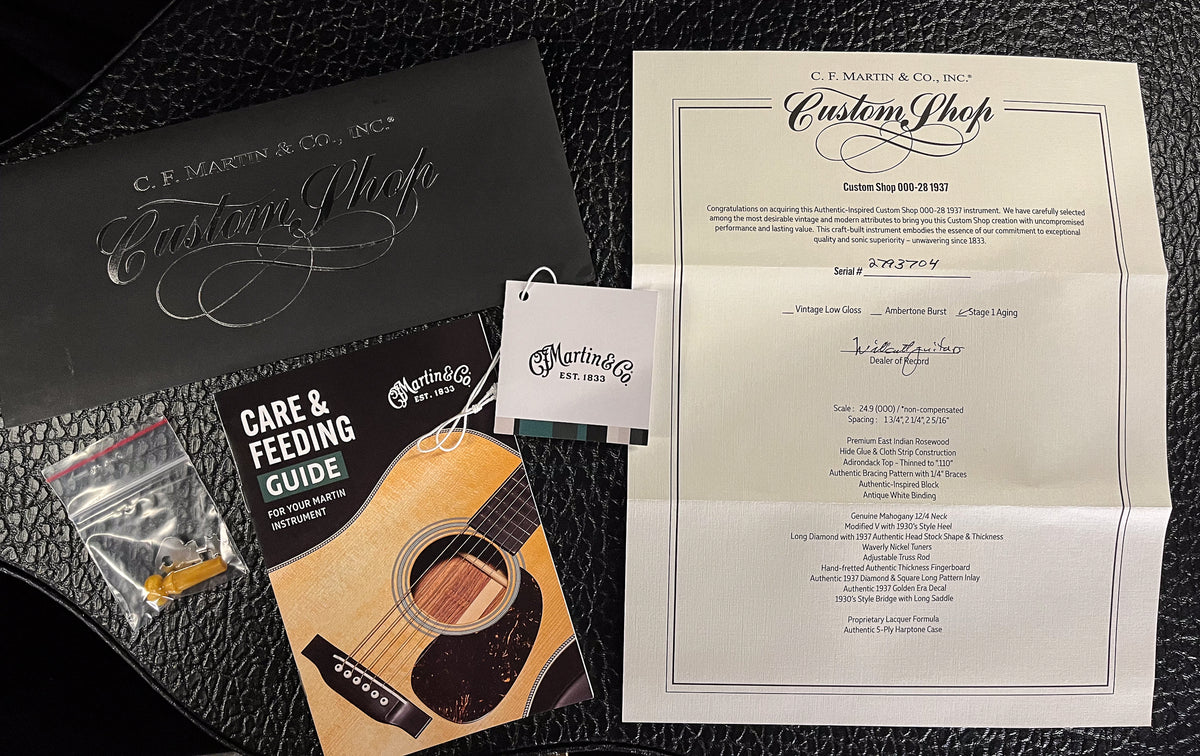 C. F. MARTIN & CO., INC.®
Custom Shop
CARE &
FEEDING
GUIDE
FOR YOUR MARTIN
INSTRUMENT
CF Martin & Co.
EST. 1833
CF Martin & Co.
EST. 1833
C. F. MARTIN & CO., INC.®
Custom Shop
Custom Shop 000-28 1937
Congratulations on acquiring this Authentic-Inspired Custom Shop 000-28 1937 instrument. We have carefully selected
among the most desirable vintage and modern attributes to bring you this Custom Shop creation with uncompromised
performance and lasting value. This craft-built instrument embodies the essence of our commitment to exceptional
quality and sonic superiority – unwavering since 1833.
Serial # 2793704
__ Vintage Low Gloss __ Ambertone Burst ✓ Stage 1 Aging
Willcutt guitars
Dealer of Record
Scale : 24.9 (000) / *non-compensated
Spacing : 1 3/4", 2 1/4", 2 5/16"
Premium East Indian Rosewood
Hide Glue & Cloth Strip Construction
Adirondack Top - Thinned to ".110"
Authentic Bracing Pattern with 1/4" Braces
Authentic-Inspired Block
Antique White Binding
Genuine Mahogany 12/4 Neck
Modified V with 1930's Style Heel
Long Diamond with 1937 Authentic Head Stock Shape & Thickness
Waverly Nickel Tuners
Adjustable Truss Rod
Hand-fretted Authentic Thickness Fingerboard
Authentic 1937 Diamond & Square Long Pattern Inlay
Authentic 1937 Golden Era Decal
1930's Style Bridge with Long Saddle
Proprietary Lacquer Formula
Authentic 5-Ply Harptone Case